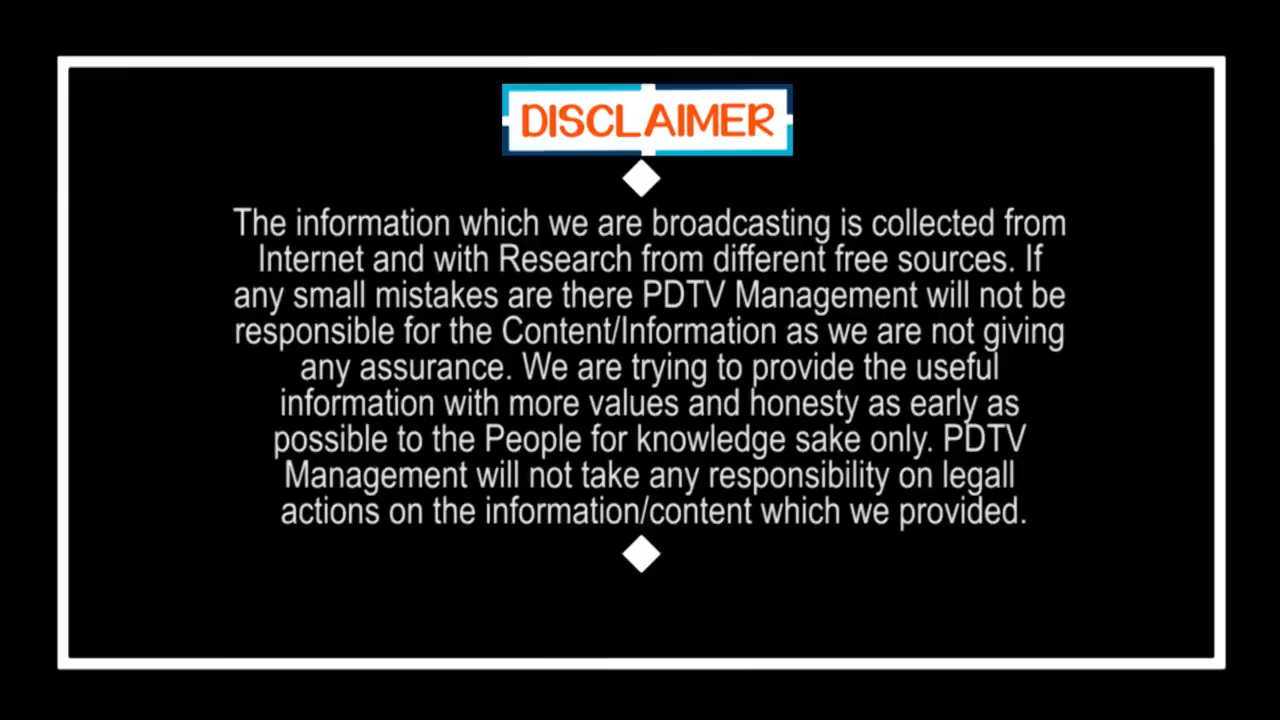 DISCLAIMER
The information which we are broadcasting is collected from
Internet and with Research from different free sources. If
any small mistakes are there PDTV Management will not be
responsible for the Content/Information as we are not giving
any assurance. We are trying to provide the useful
information with more values and honesty as early as
possible to the People for knowledge sake only. PDTV
Management will not take any responsibility on legall
actions on the information/content which we provided.